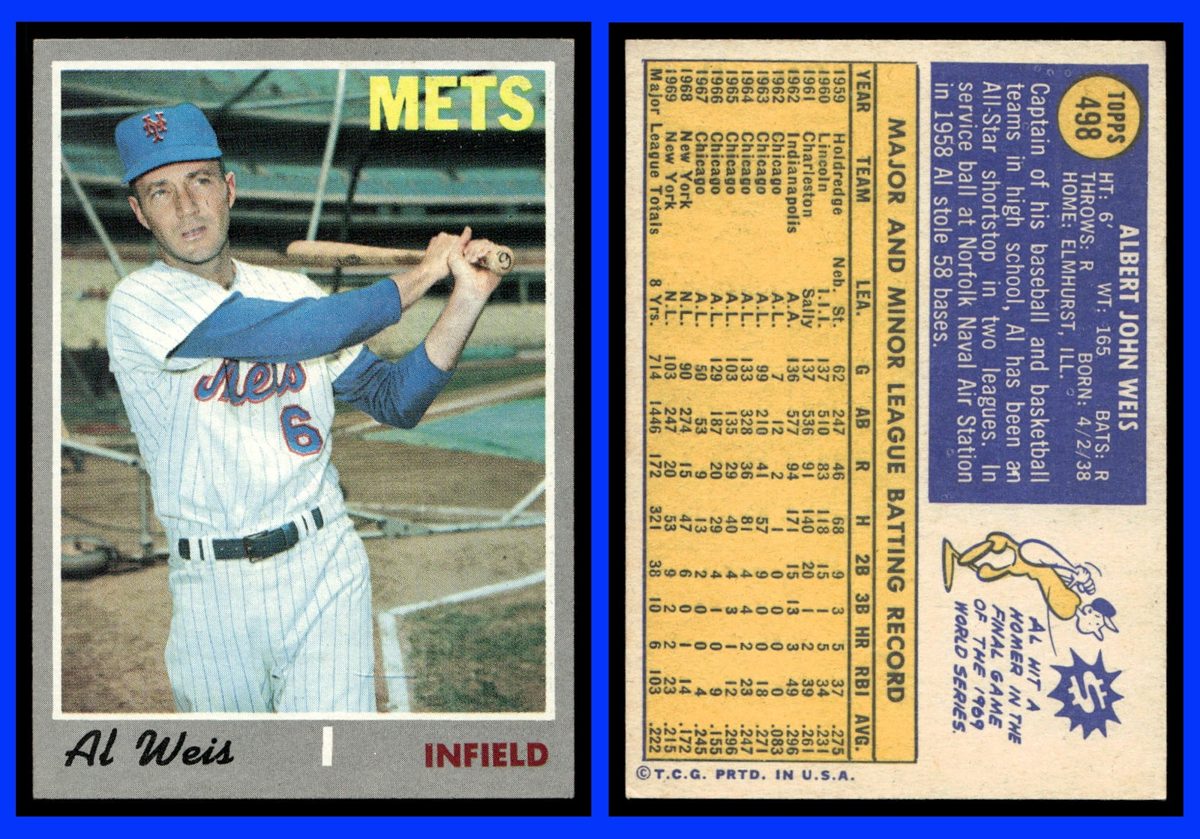 METS
NY
Mets
6
Al Weis
INFIELD
TOPPS
498
ALBERT JOHN WEIS
HT: 6' WT: 165 BATS: R
THROWS: R BORN: 4/2/38
HOME: ELMHURST, ILL.
Captain of his baseball and basketball
teams in high school, Al has been an
All-Star shortstop in two leagues. In
service ball at Norfolk Naval Air Station
in 1958 Al stole 58 bases.
$
AL HIT A
HOMER IN THE
FINAL GAME
OF THE 1969
WORLD SERIES.
MAJOR AND MINOR LEAGUE BATTING RECORD
YEAR TEAM LEA. G AB R H 2B 3B HR RBI AVG.
1959 Holdredge Neb. St. 62 247 46 68 9 3 5 37 .275
1960 Lincoln I.I.I. 137 510 83 118 15 1 5 34 .231
1961 Charleston Sally 137 536 91 140 20 1 2 39 .261
1962 Indianapolis A.A. 136 577 94 171 15 13 3 49 .296
1962 Chicago A.L. 7 12 2 1 0 0 0 0 .083
1963 Chicago A.L. 99 210 41 57 9 0 0 18 .271
1964 Chicago A.L. 133 328 36 81 4 4 2 23 .247
1965 Chicago A.L. 103 135 29 40 4 3 1 12 .296
1966 Chicago A.L. 129 187 20 29 4 1 0 9 .155
1967 Chicago A.L. 50 53 9 13 2 0 0 4 .245
1968 New York N.L. 90 274 15 47 6 0 1 14 .172
1969 New York N.L. 103 247 20 53 9 2 2 23 .215
Major League Totals 8 Yrs. 714 1446 172 321 38 10 6 103 .222
© T.C.G. PRTD. IN U.S.A.